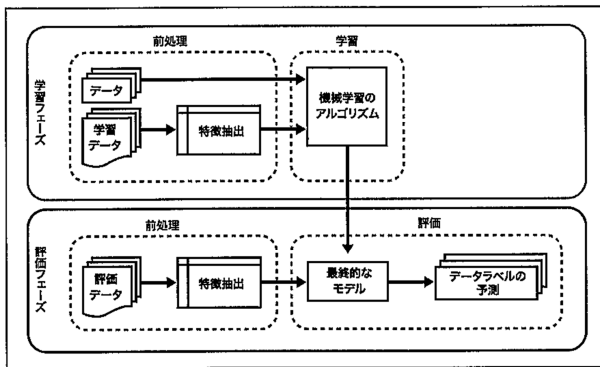 学習フェーズ
前処理
学習
データ
学習
データ
特徴抽出
機械学習の
アルゴリズム
評価フェーズ
前処理
評価
評価
データ
特徴抽出
最終的な
モデル
データラベルの
予測